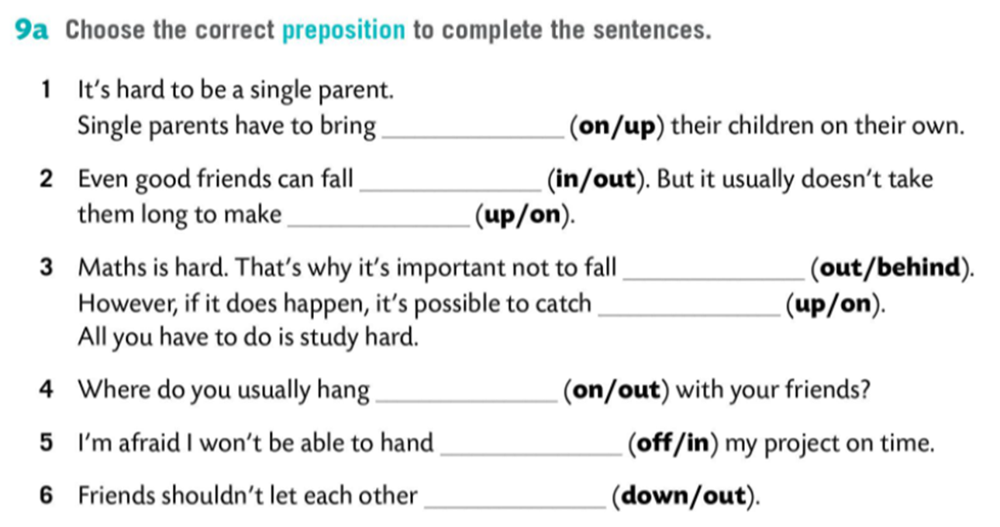 9a Choose the correct preposition to complete the sentences.
1 It's hard to be a single parent.
Single parents have to bring ____________ (on/up) their children on their own.
2 Even good friends can fall ____________ (in/out). But it usually doesn't take
them long to make ____________ (up/on).
3 Maths is hard. That's why it's important not to fall ____________ (out/behind).
However, if it does happen, it's possible to catch ____________ (up/on).
All you have to do is study hard.
4 Where do you usually hang ____________ (on/out) with your friends?
5 I'm afraid I won't be able to hand ____________ (off/in) my project on time.
6 Friends shouldn't let each other ____________ (down/out).